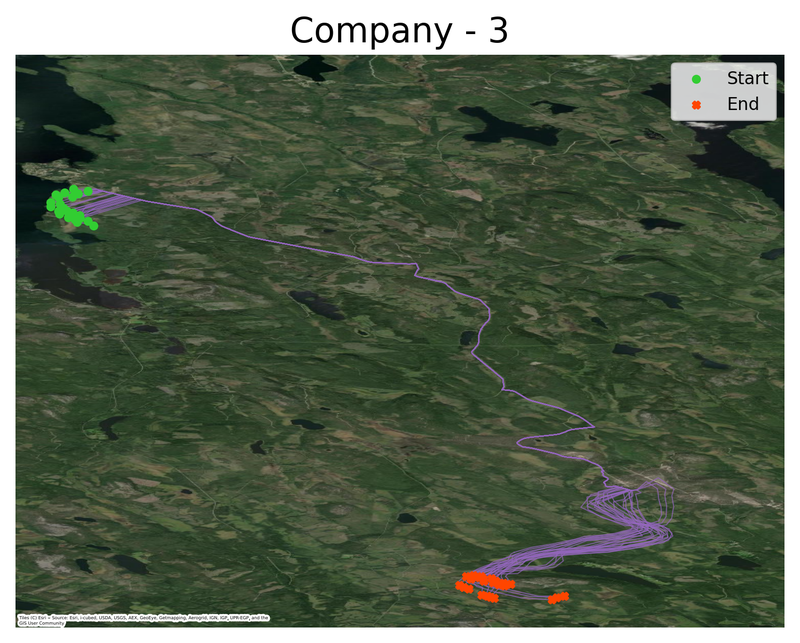 Company - 3
Start
End
Tiles (C) Esri - Source: Esri, i-cubed, USDA, USGS, AEX, GeoEye, Getmapping, Aerogrid, IGN, IGP, UPR-EGP, and the
GIS User Community